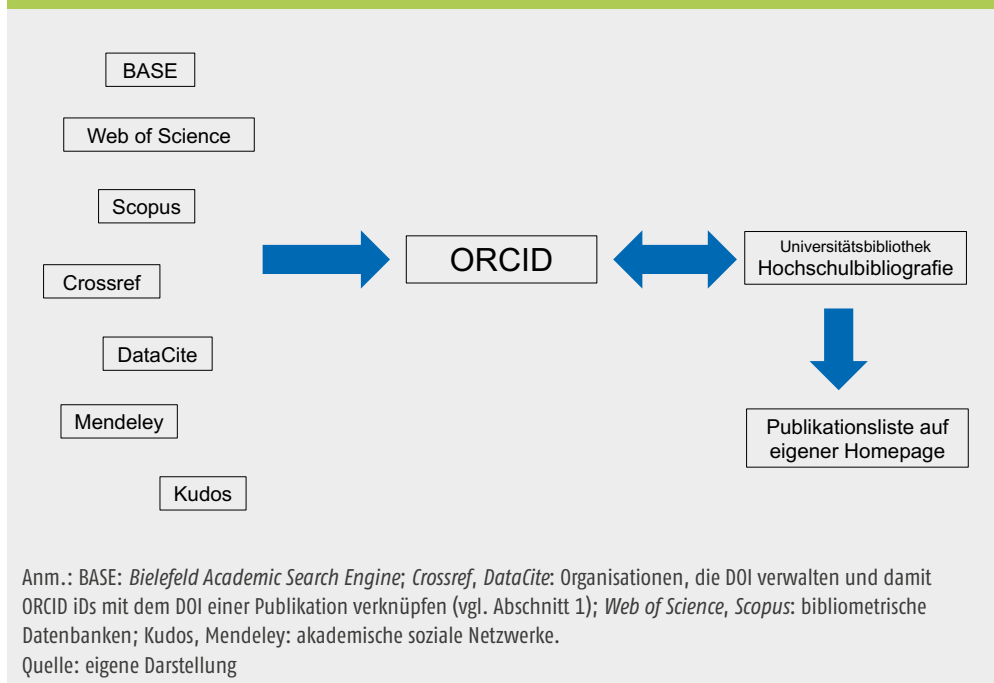 BASE
Web of Science
Scopus
Crossref
DataCite
Mendeley
Kudos
ORCID
Universitätsbibliothek
Hochschulbibliografie
Publikationsliste auf
eigener Homepage
Anm.: BASE: Bielefeld Academic Search Engine; Crossref, DataCite: Organisationen, die DOI verwalten und damit
ORCID iDs mit dem DOI einer Publikation verknüpfen (vgl. Abschnitt 1); Web of Science, Scopus: bibliometrische
Datenbanken; Kudos, Mendeley: akademische soziale Netzwerke.
Quelle: eigene Darstellung